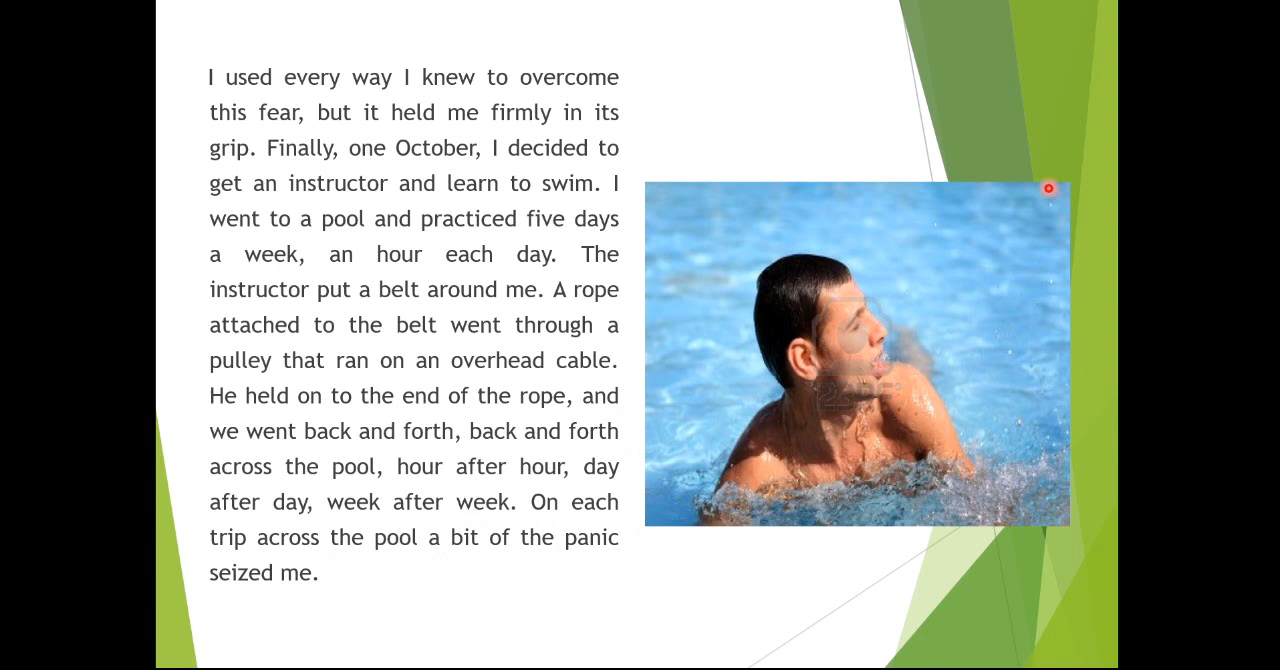 I used every way I knew to overcome
this fear, but it held me firmly in its
grip. Finally, one October, I decided to
get an instructor and learn to swim. I
went to a pool and practiced five days
a week, an hour each day. The
instructor put a belt around me. A rope
attached to the belt went through a
pulley that ran on an overhead cable.
He held on to the end of the rope, and
we went back and forth, back and forth
across the pool, hour after hour, day
after day, week after week. On each
trip across the pool a bit of the panic
seized me.